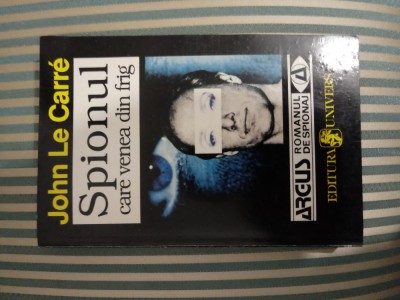 John Le Carré
Spionul
care venea din frig
ARGUS
ROMANUL
DE SPIONAJ
EDITURA UNIVERS